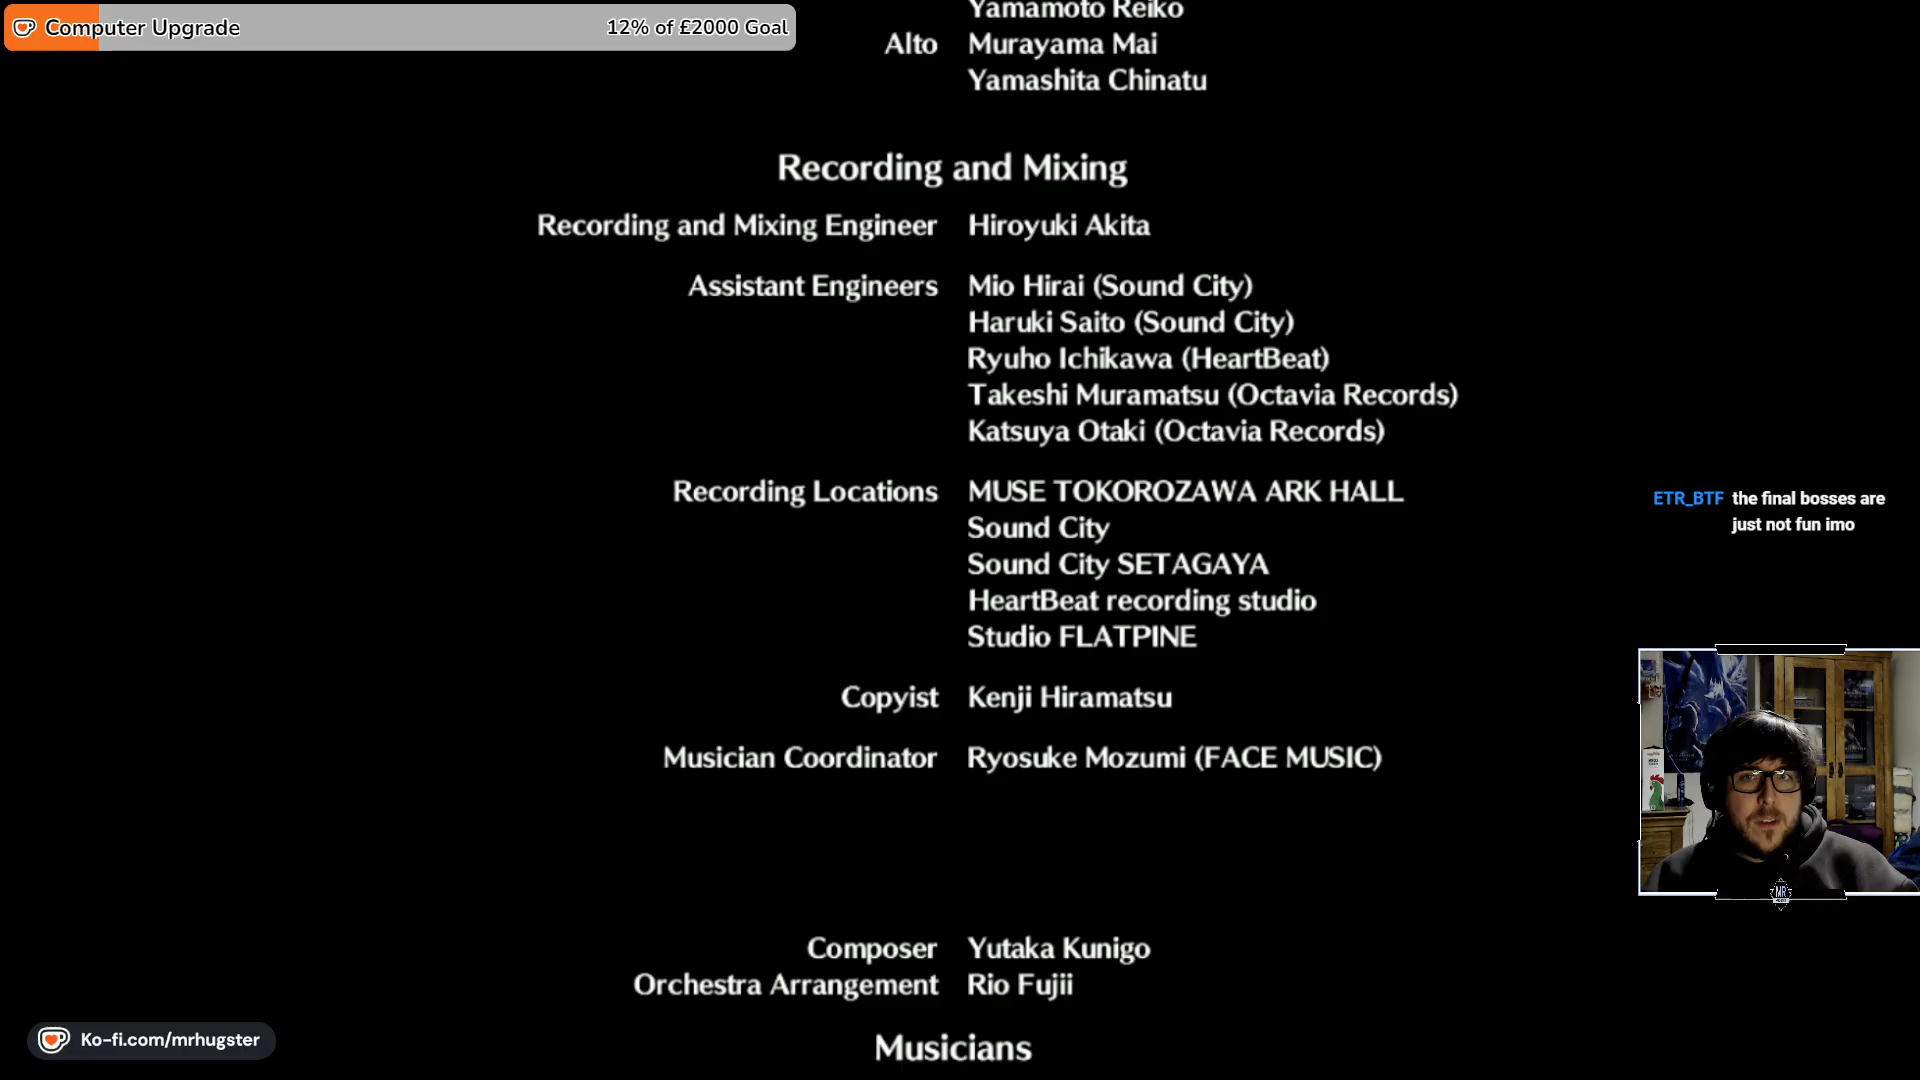 Computer Upgrade 12% of £2000 Goal
Yamamoto Reiko
Alto Murayama Mai
Yamashita Chinatu
Recording and Mixing
Recording and Mixing Engineer Hiroyuki Akita
Assistant Engineers Mio Hirai (Sound City)
Haruki Saito (Sound City)
Ryuho Ichikawa (HeartBeat)
Takeshi Muramatsu (Octavia Records)
Katsuya Otaki (Octavia Records)
Recording Locations MUSE TOKOROZAWA ARK HALL
Sound City
Sound City SETAGAYA
HeartBeat recording studio
Studio FLATPINE
Copyist Kenji Hiramatsu
Musician Coordinator Ryosuke Mozumi (FACE MUSIC)
Composer Yutaka Kunigo
Orchestra Arrangement Rio Fujii
Musicians
ETR_BTF the final bosses are
just not fun imo
MR
Ko-fi.com/mrhugster